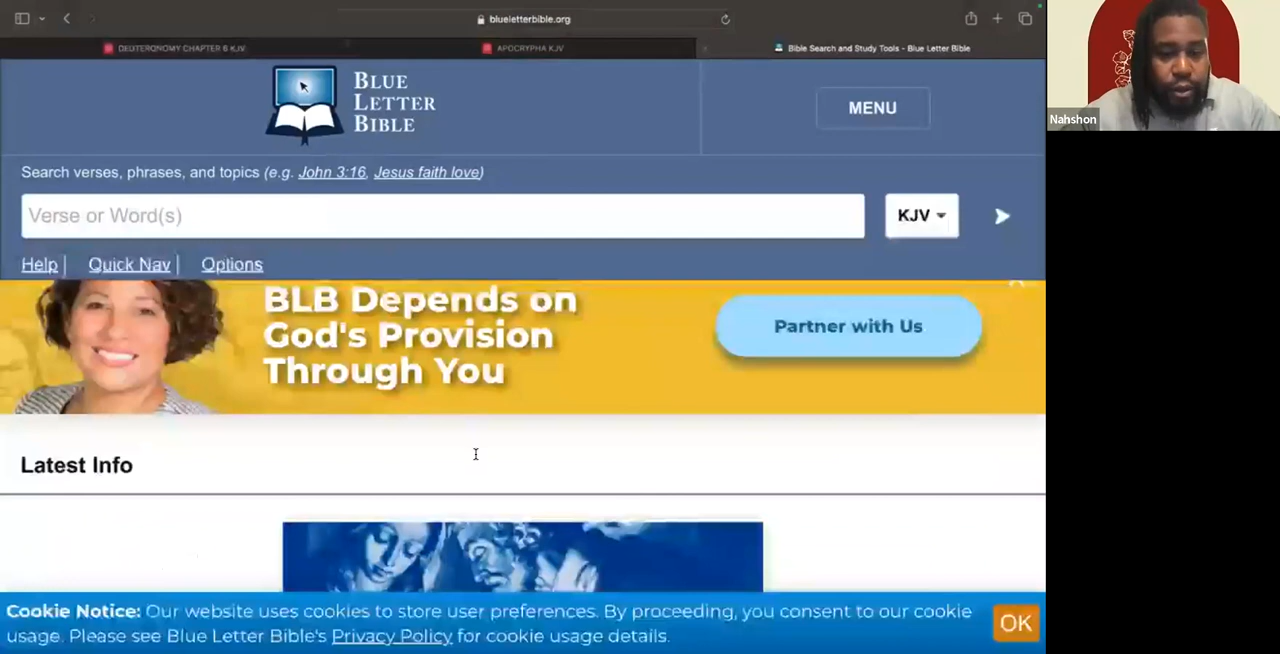 blueletterbible.org
DEUTERONOMY CHAPTER 6 KJV
APOCRYPHA KJV
Bible Search and Study Tools - Blue Letter Bible
BLUE
LETTER
BIBLE
MENU
Search verses, phrases, and topics (e.g. John 3:16, Jesus faith love)
Verse or Word(s)
KJV
Help
Quick Nav
Options
BLB Depends on
God's Provision
Through You
Partner with Us
Latest Info
Cookie Notice: Our website uses cookies to store user preferences. By proceeding, you consent to our cookie
usage. Please see Blue Letter Bible's Privacy Policy for cookie usage details.
OK
Nahshon